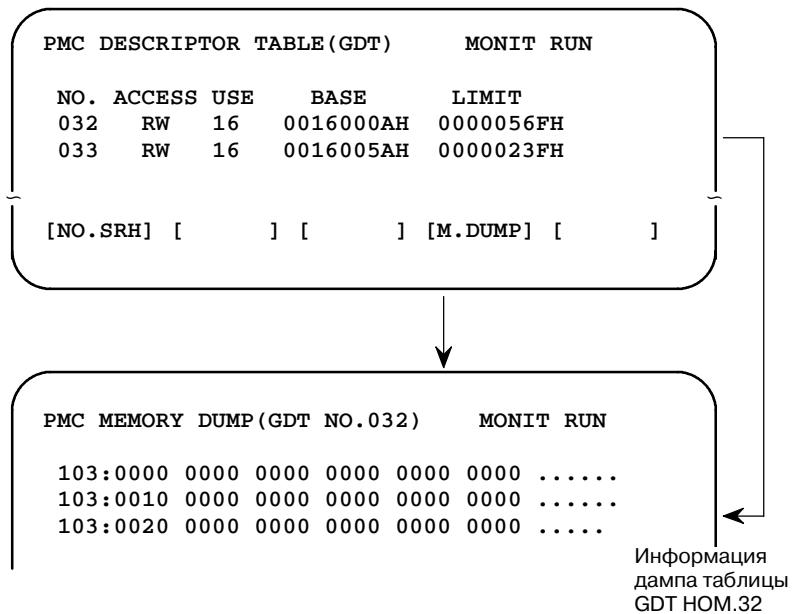 PMC DESCRIPTOR TABLE(GDT) MONIT RUN
NO. ACCESS USE BASE LIMIT
032 RW 16 0016000AH 0000056FH
033 RW 16 0016005AH 0000023FH
[NO.SRH] [ ] [ ] [M.DUMP] [ ]
PMC MEMORY DUMP(GDT NO.032) MONIT RUN
103:0000 0000 0000 0000 0000 0000 ......
103:0010 0000 0000 0000 0000 0000 ......
103:0020 0000 0000 0000 0000 0000 .....
Информация
дампа таблицы
GDT НОМ.32